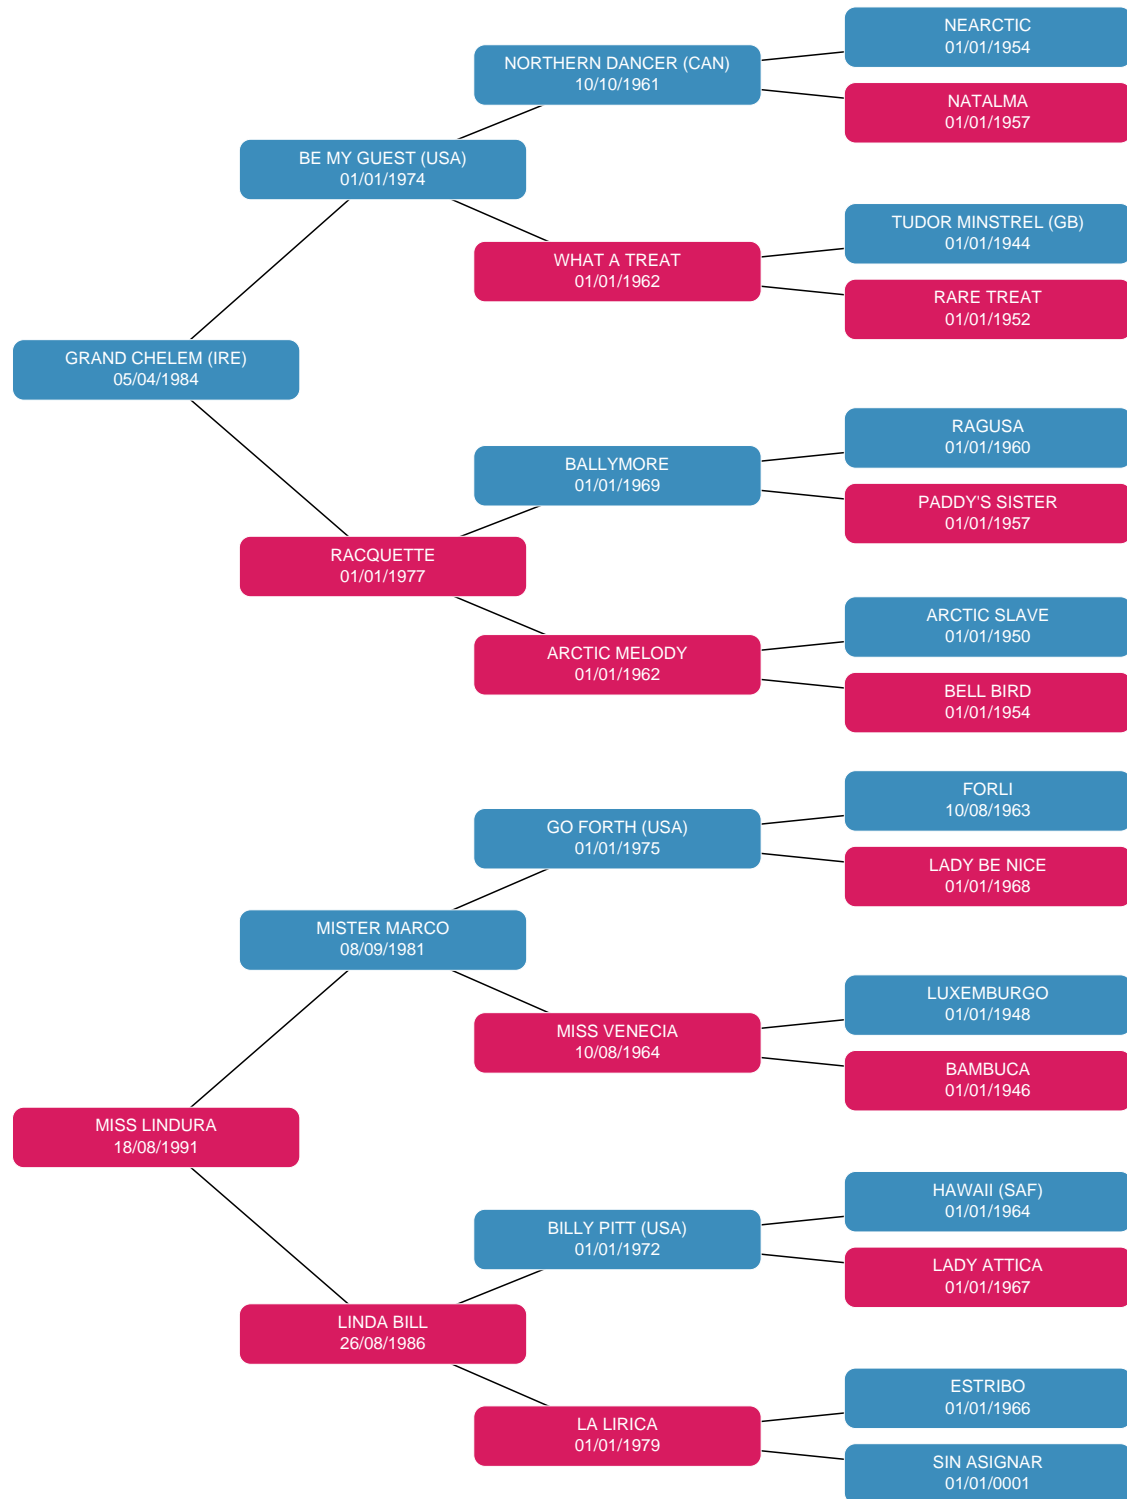 NEARCTIC
01/01/1954
NORTHERN DANCER (CAN)
10/10/1961
NATALMA
01/01/1957
BE MY GUEST (USA)
01/01/1974
TUDOR MINSTREL (GB)
01/01/1944
WHAT A TREAT
01/01/1962
RARE TREAT
01/01/1952
GRAND CHELEM (IRE)
05/04/1984
RAGUSA
01/01/1960
BALLYMORE
01/01/1969
PADDY'S SISTER
01/01/1957
RACQUETTE
01/01/1977
ARCTIC SLAVE
01/01/1950
ARCTIC MELODY
01/01/1962
BELL BIRD
01/01/1954
FORLI
10/08/1963
GO FORTH (USA)
01/01/1975
LADY BE NICE
01/01/1968
MISTER MARCO
08/09/1981
LUXEMBURGO
01/01/1948
MISS VENECIA
10/08/1964
BAMBUCA
01/01/1946
MISS LINDURA
18/08/1991
HAWAII (SAF)
01/01/1964
BILLY PITT (USA)
01/01/1972
LADY ATTICA
01/01/1967
LINDA BILL
26/08/1986
ESTRIBO
01/01/1966
LA LIRICA
01/01/1979
SIN ASIGNAR
01/01/0001